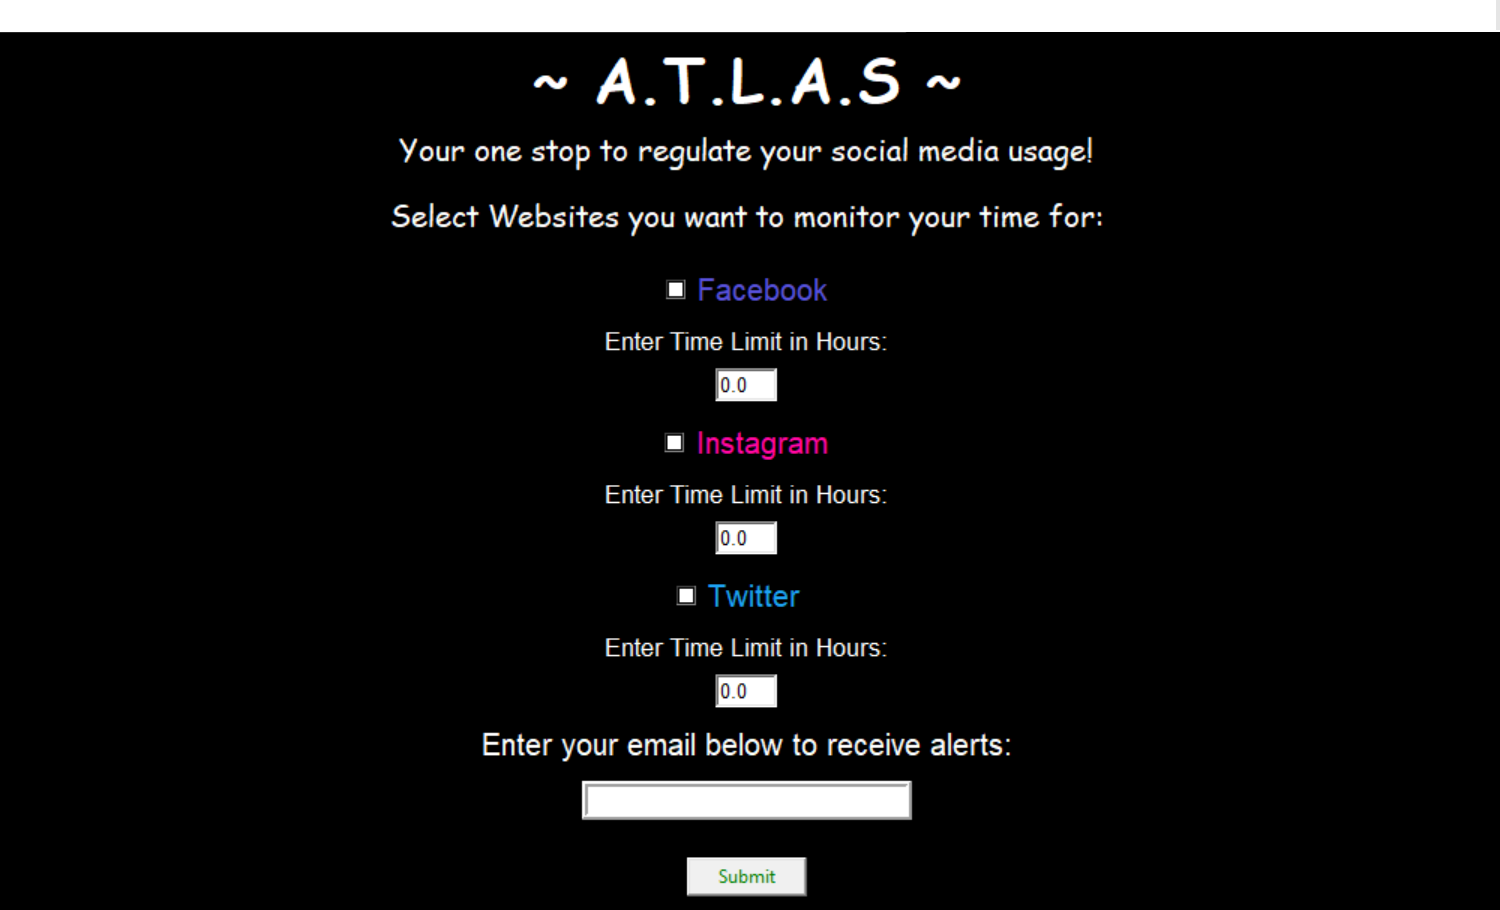 ~ A.T.L.A.S ~
Your one stop to regulate your social media usage!
Select Websites you want to monitor your time for:
Facebook
Enter Time Limit in Hours:
0.0
Instagram
Enter Time Limit in Hours:
0.0
Twitter
Enter Time Limit in Hours:
0.0
Enter your email below to receive alerts:
Submit